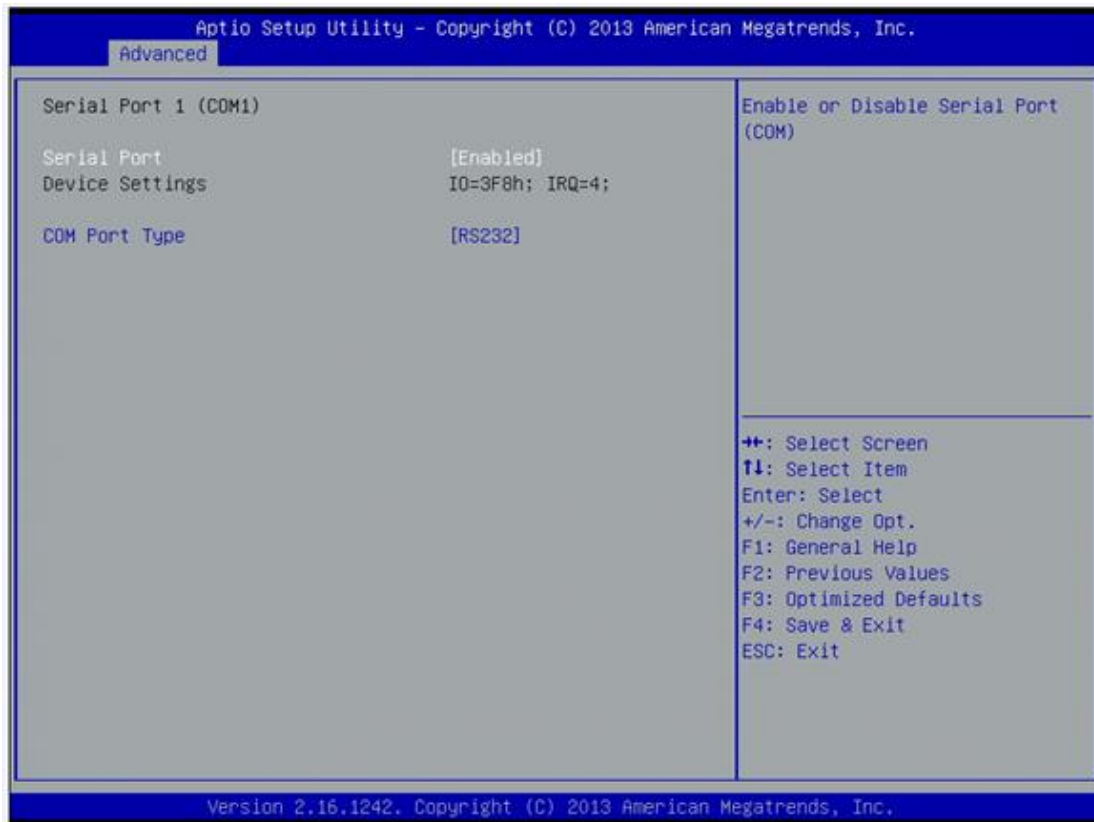 Aptio Setup Utility – Copyright (C) 2013 American Megatrends, Inc.
Advanced
Serial Port 1 (COM1)
Serial Port [Enabled]
Device Settings IO=3F8h; IRQ=4;
COM Port Type [RS232]
Enable or Disable Serial Port
(COM)
→←: Select Screen
↑↓: Select Item
Enter: Select
+/-: Change Opt.
F1: General Help
F2: Previous Values
F3: Optimized Defaults
F4: Save & Exit
ESC: Exit
Version 2.16.1242. Copyright (C) 2013 American Megatrends, Inc.